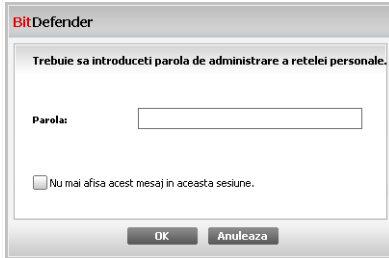 BitDefender
Trebuie sa introduceti parola de administrare a retelei personale.
Parola:
Nu mai afisa acest mesaj in aceasta sesiune.
OK Anuleaza